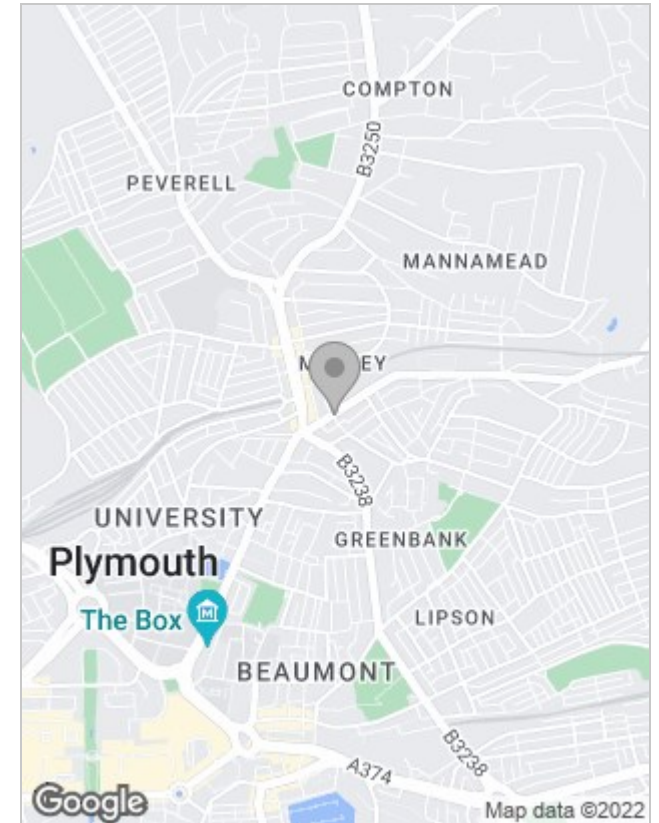 COMPTON
B3250
PEVERELL
MANNAMEAD
EY
B3238
UNIVERSITY
GREENBANK
Plymouth
The Box
M
LIPSON
BEAUMONT
B3238
A374
Google
Map data ©2022